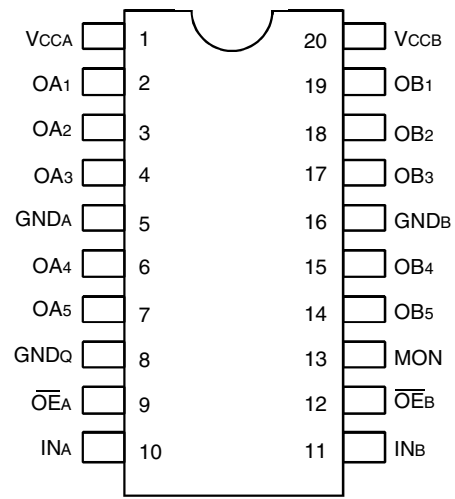 VCCA 1 20 VCCB
OA1 2 19 OB1
OA2 3 18 OB2
OA3 4 17 OB3
GNDA 5 16 GNDB
OA4 6 15 OB4
OA5 7 14 OB5
GNDQ 8 13 MON
O̅E̅A 9 12 O̅E̅B
INA 10 11 INB